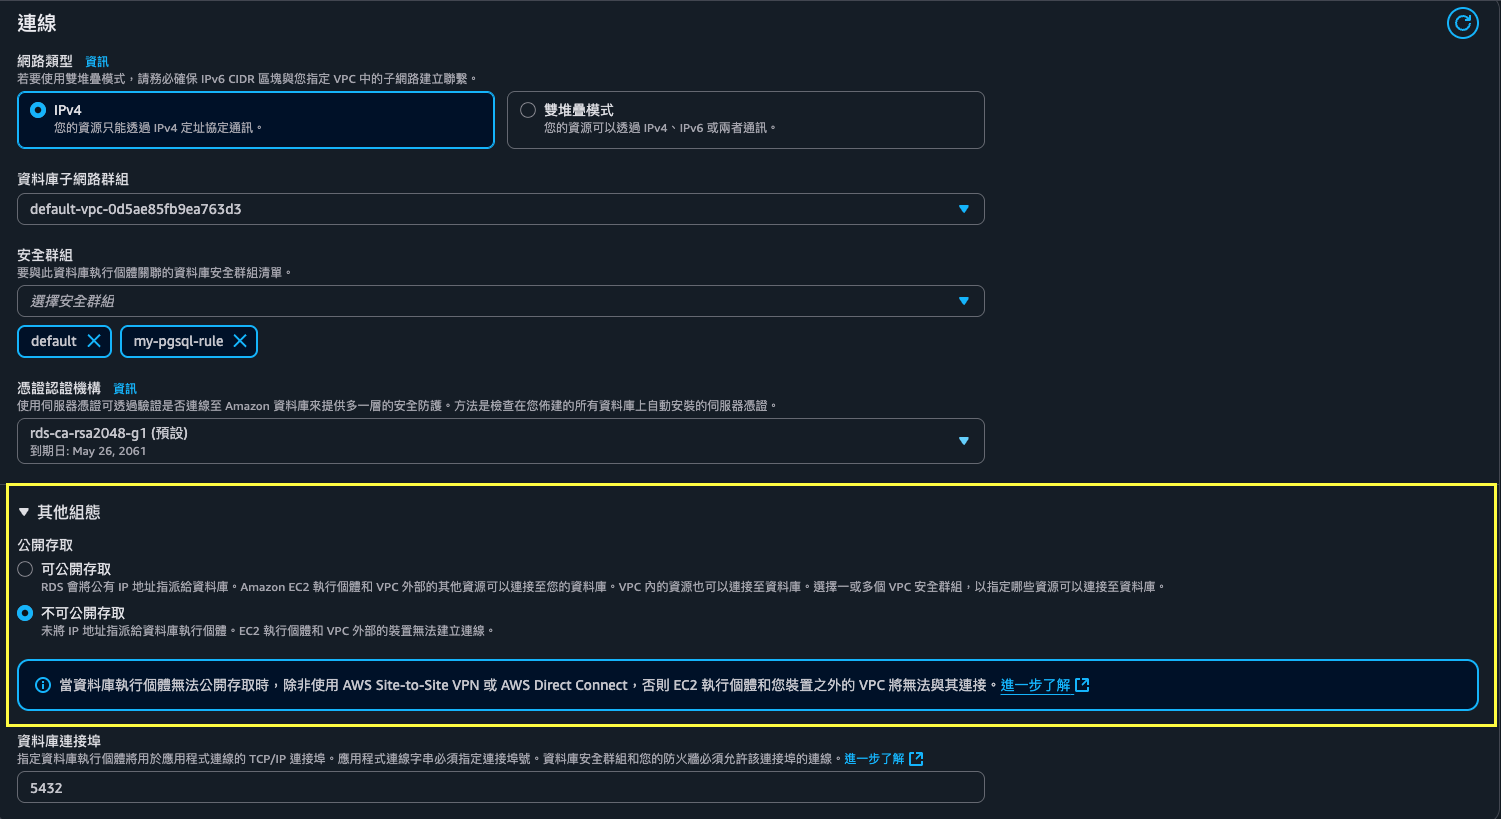 連線
網路類型 資訊
若要使用雙堆疊模式，請務必確保 IPv6 CIDR 區塊與您指定 VPC 中的子網路建立聯繫。
IPv4
您的資源只能透過 IPv4 定址協定通訊。
雙堆疊模式
您的資源可以透過 IPv4、IPv6 或兩者通訊。
資料庫子網路群組
default-vpc-0d5ae85fb9ea763d3
安全群組
要與此資料庫執行個體關聯的資料庫安全群組清單。
選擇安全群組
default
my-pgsql-rule
憑證認證機構 資訊
使用伺服器憑證可透過驗證是否連線至 Amazon 資料庫來提供多一層的安全防護。方法是檢查在您佈建的所有資料庫上自動安裝的伺服器憑證。
rds-ca-rsa2048-g1 (預設)
到期日: May 26, 2061
其他組態
公開存取
可公開存取
RDS 會將公有 IP 地址指派給資料庫。Amazon EC2 執行個體和 VPC 外部的其他資源可以連接至您的資料庫。VPC 內的資源也可以連接至資料庫。選擇一或多個 VPC 安全群組，以指定哪些資源可以連接至資料庫。
不可公開存取
未將 IP 地址指派給資料庫執行個體。EC2 執行個體和 VPC 外部的裝置無法建立連線。
當資料庫執行個體無法公開存取時，除非使用 AWS Site-to-Site VPN 或 AWS Direct Connect，否則 EC2 執行個體和您裝置之外的 VPC 將無法與其連接。進一步了解
資料庫連接埠
指定資料庫執行個體將用於應用程式連線的 TCP/IP 連接埠。應用程式連線字串必須指定連接埠號。資料庫安全群組和您的防火牆必須允許該連接埠的連線。進一步了解
5432